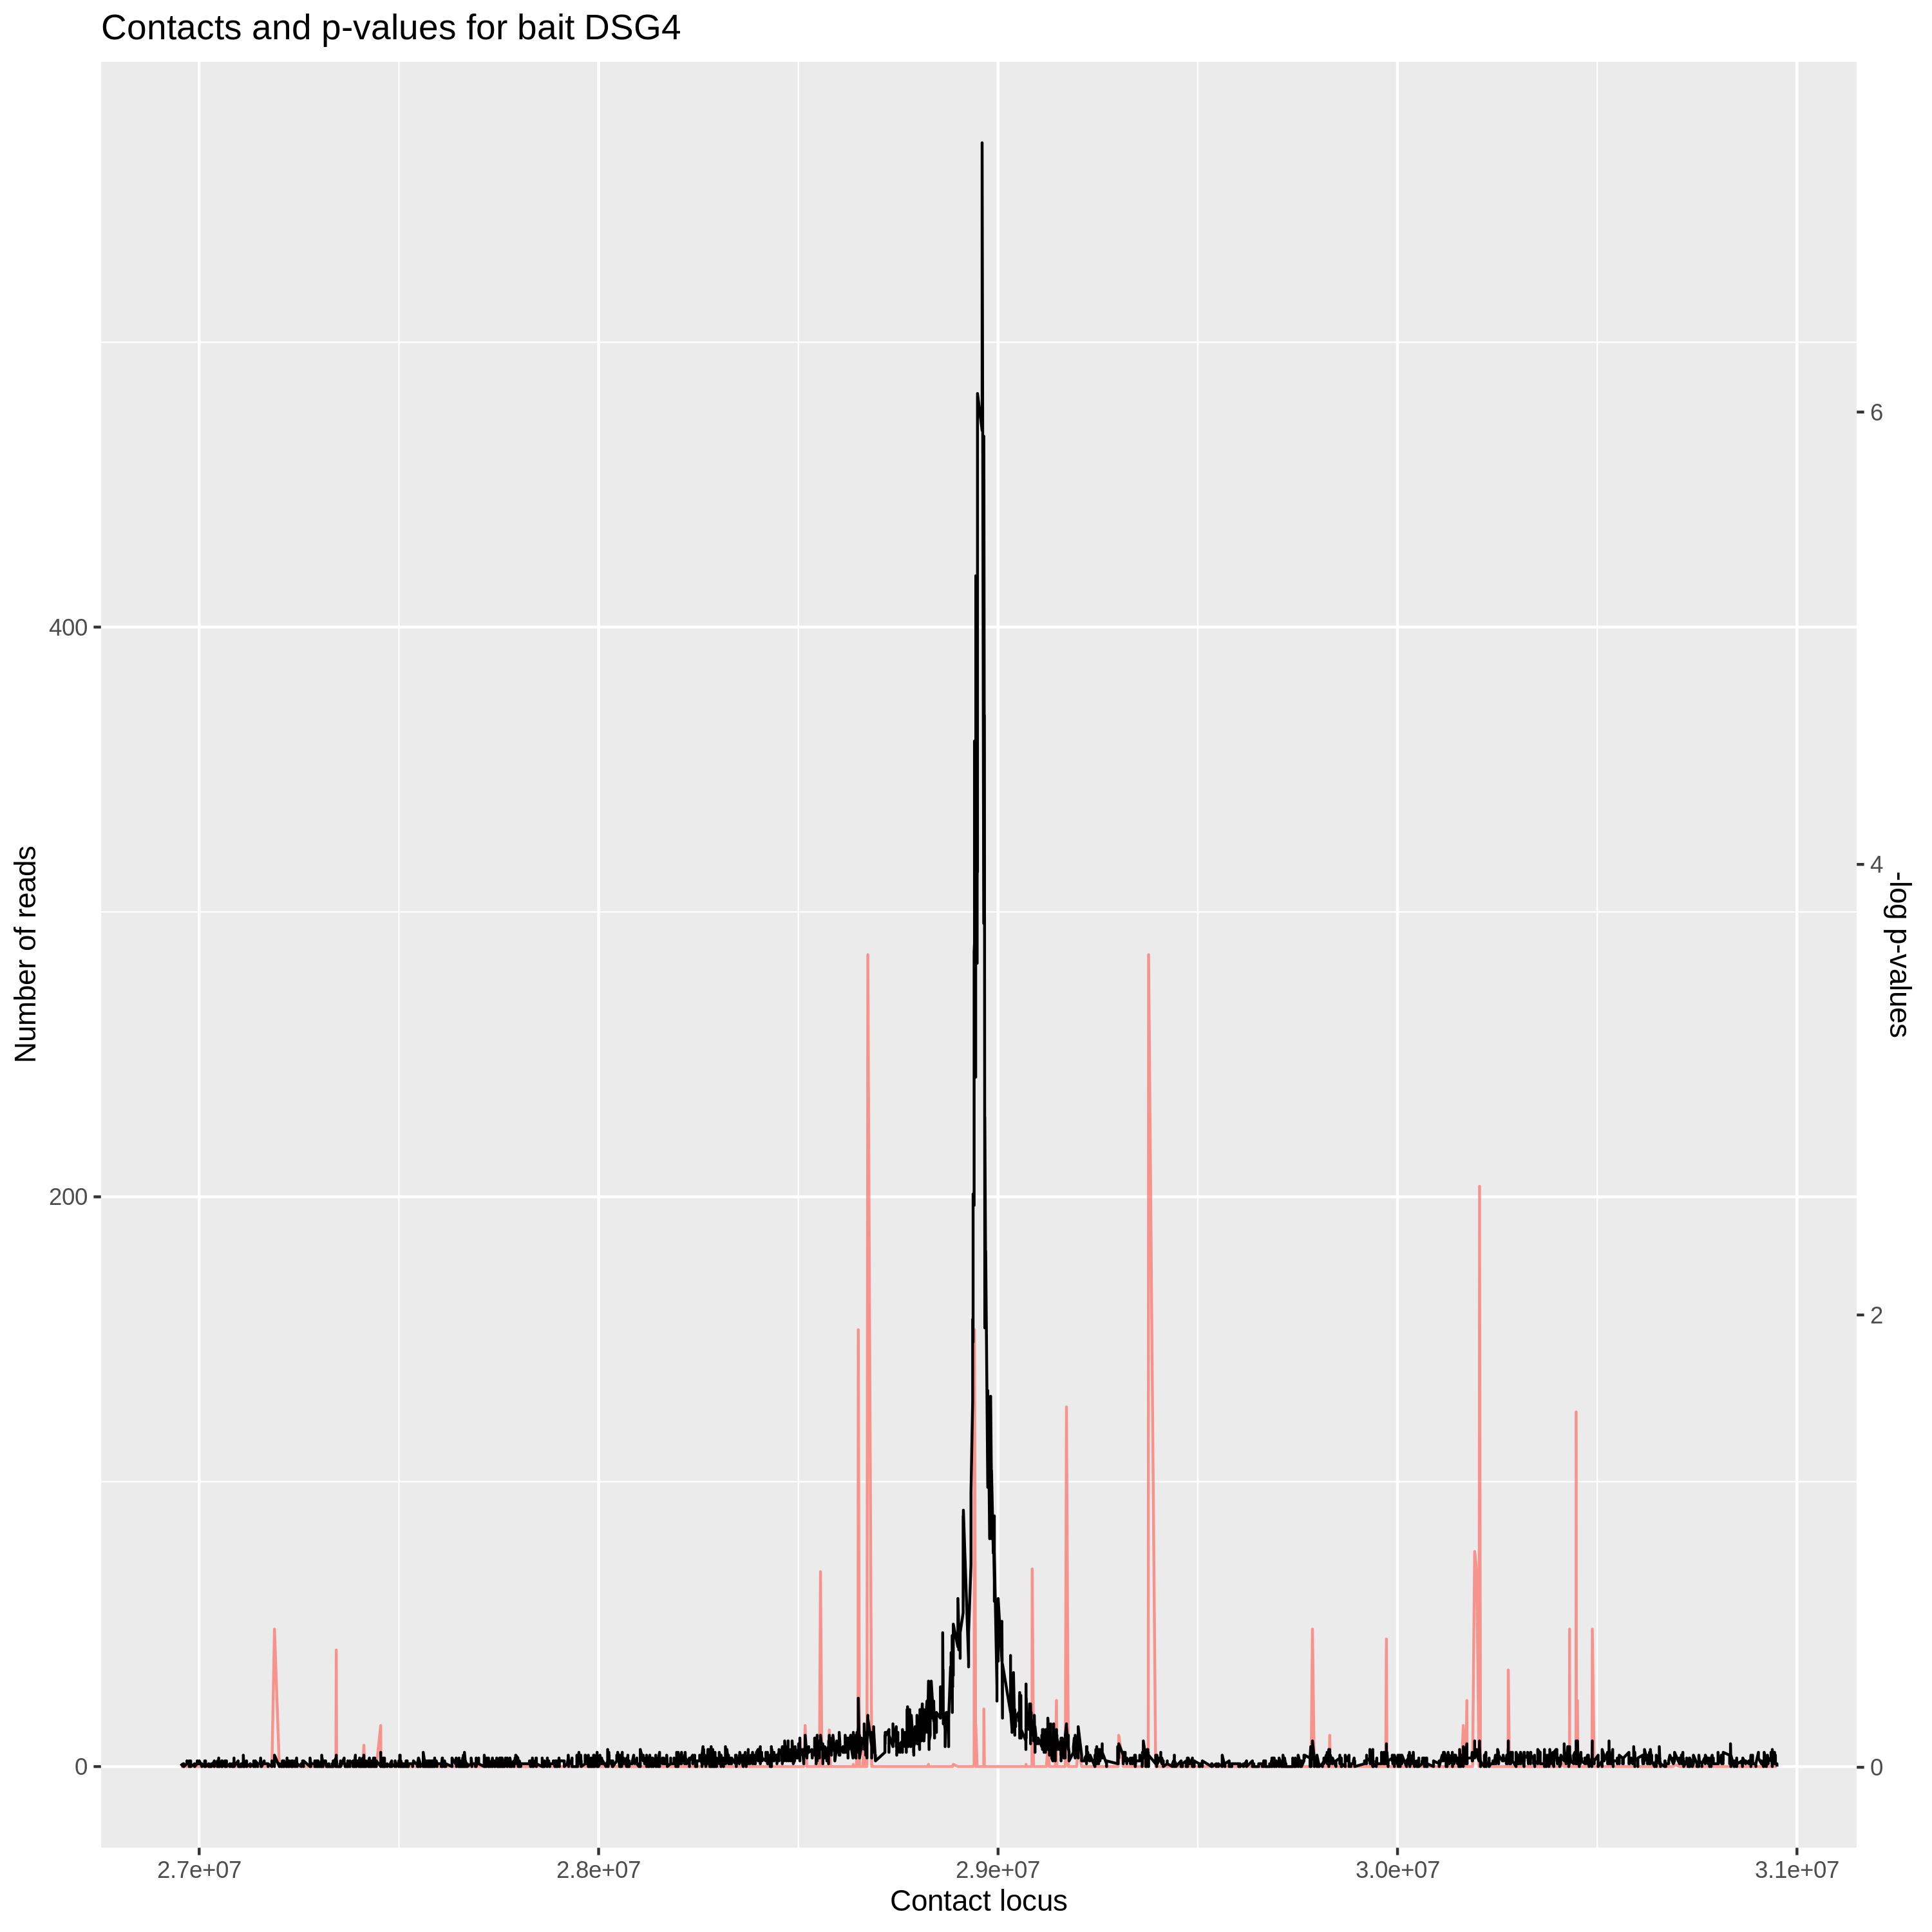 Contacts and p-values for bait DSG4
Number of reads
400
200
0
6
4
2
0
-log p-values
2.7e+07
2.8e+07
2.9e+07
3.0e+07
3.1e+07
Contact locus